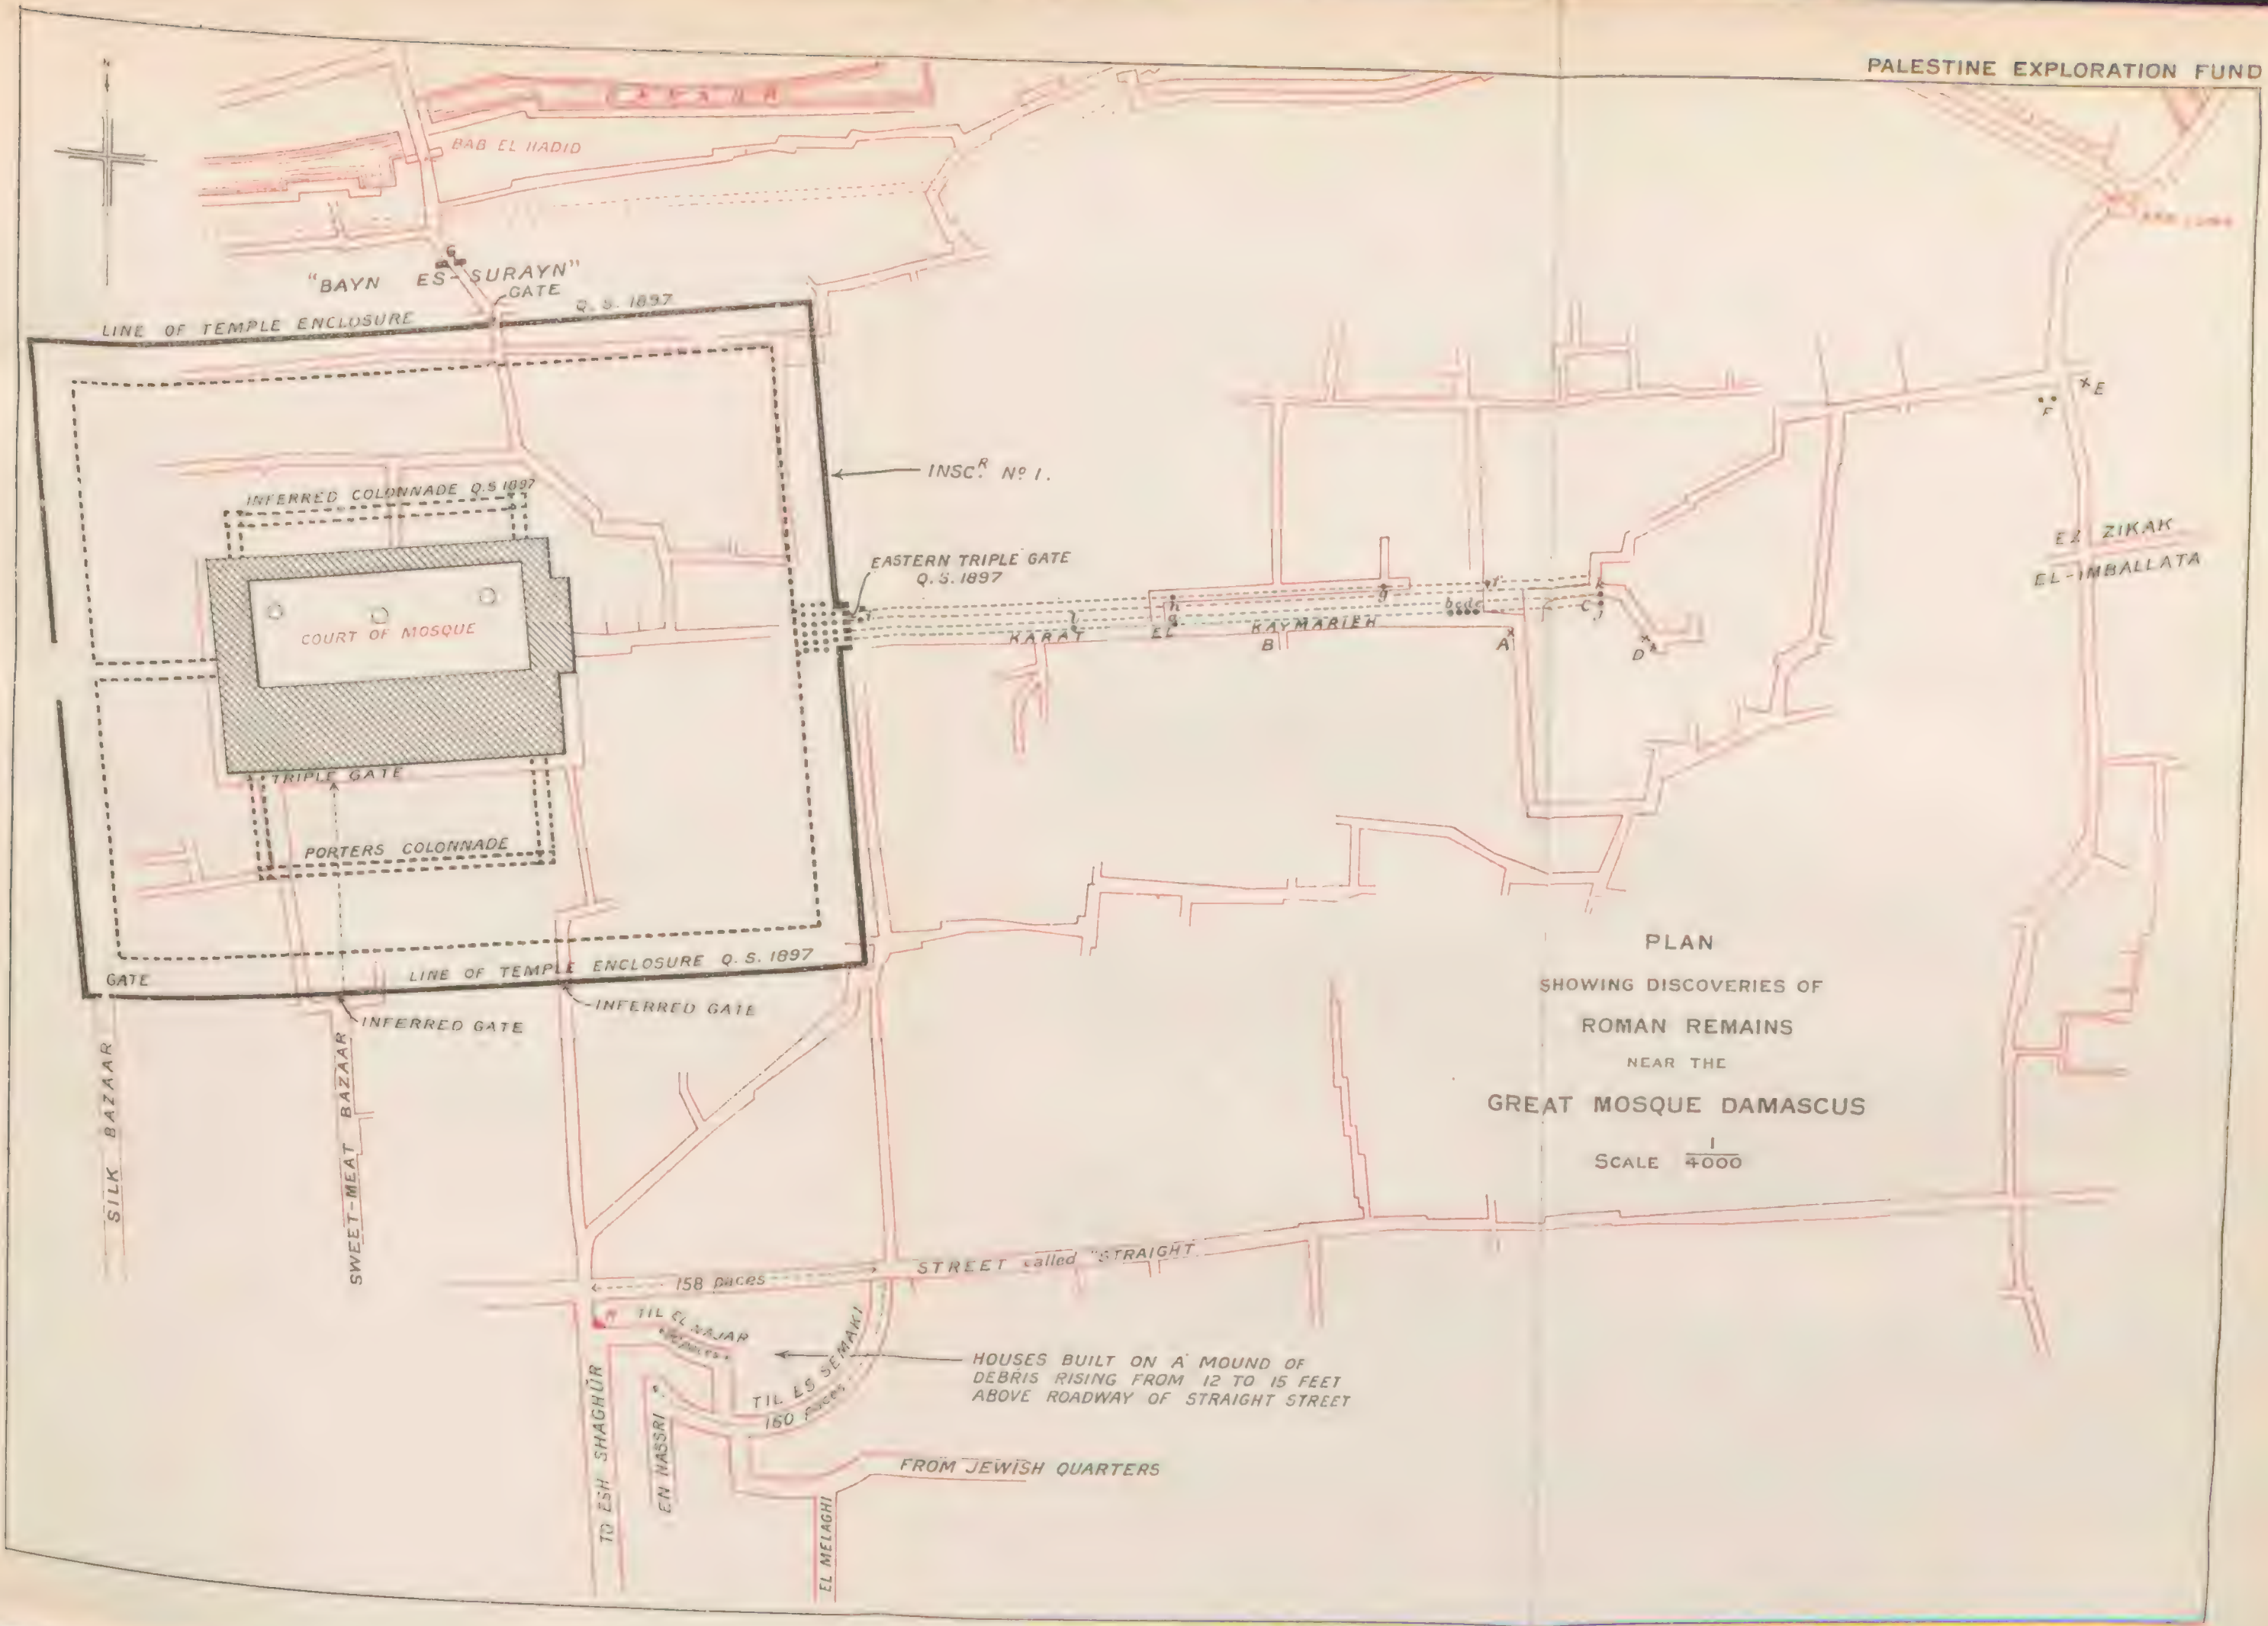 PALESTINE EXPLORATION FUND
N
BAB EL HADID
G
"BAYN ES-SURAYN"
GATE
Q. S. 1897
LINE OF TEMPLE ENCLOSURE
E
F
INSC.R No 1.
INFERRED COLONNADE Q.S 1897
EZ ZIKAK
EL-IMBALLATA
EASTERN TRIPLE GATE
Q. S. 1897
COURT OF MOSQUE
KARAT EL KAYMARIEH
h
a
g
b c d e
f
k
C
j
l
i
B
A
D
TRIPLE GATE
PORTERS COLONNADE
LINE OF TEMPLE ENCLOSURE Q. S. 1897
GATE
INFERRED GATE
INFERRED GATE
SILK BAZAAR
SWEET-MEAT BAZAAR
PLAN
SHOWING DISCOVERIES OF
ROMAN REMAINS
NEAR THE
GREAT MOSQUE DAMASCUS
SCALE 1/4000
158 paces
STREET called "STRAIGHT
TIL EL NAJAR
TIL ES SEMAKI
160 paces
HOUSES BUILT ON A MOUND OF
DEBRIS RISING FROM 12 TO 15 FEET
ABOVE ROADWAY OF STRAIGHT STREET
TO ESH SHAGHÛR
EN NASSRI ?
FROM JEWISH QUARTERS
EL MELAGHI